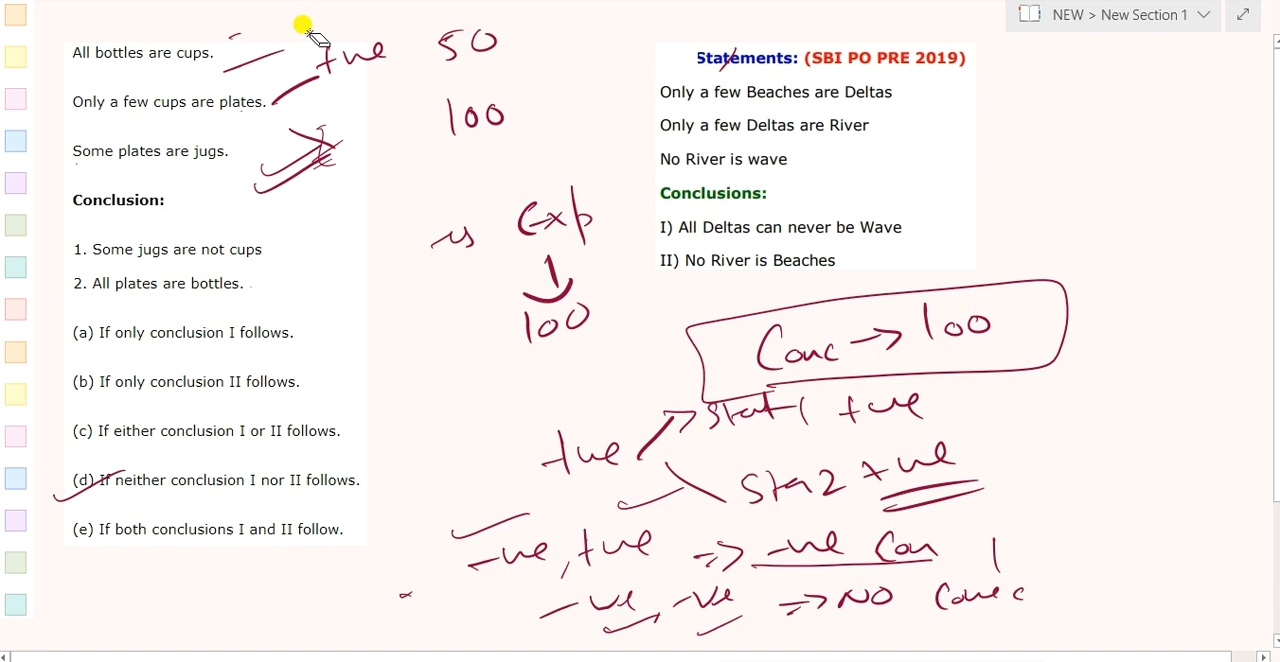 NEW > New Section 1
All bottles are cups.
Only a few cups are plates.
Some plates are jugs.
Conclusion:
1. Some jugs are not cups
2. All plates are bottles.
(a) If only conclusion I follows.
(b) If only conclusion II follows.
(c) If either conclusion I or II follows.
(d) If neither conclusion I nor II follows.
(e) If both conclusions I and II follow.
+ve 50
100
Exp
100
Statements: (SBI PO PRE 2019)
Only a few Beaches are Deltas
Only a few Deltas are River
No River is wave
Conclusions:
I) All Deltas can never be Wave
II) No River is Beaches
Conc → 100
Stat 1 +ve
+ve
Sta 2 +ve
-ve, +ve => -ve Con
-ve, -ve => NO Conc